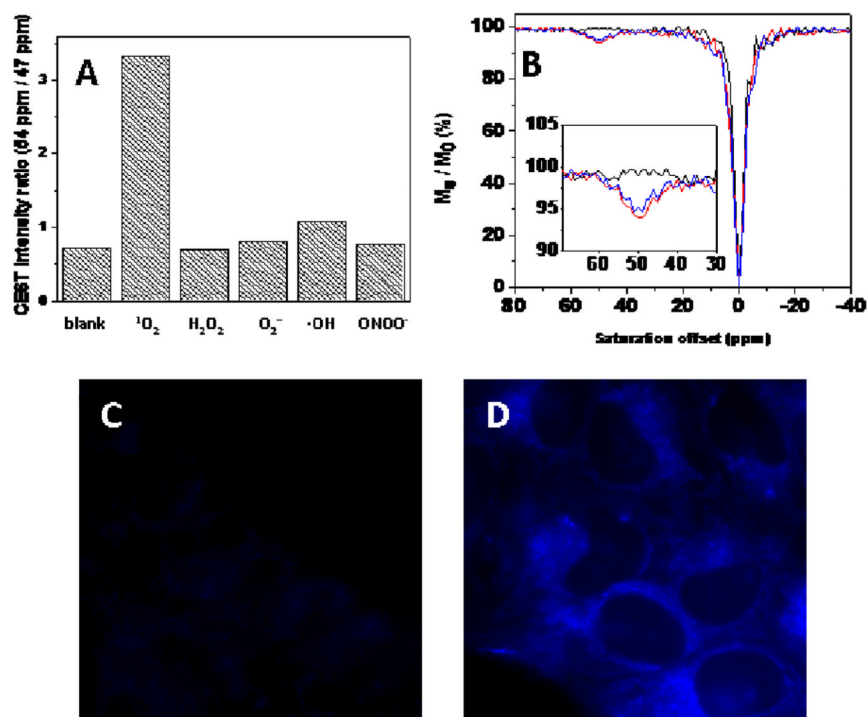 A
CEST Intensity ratio (54 ppm / 47 ppm)
3
2
1
0
blank
¹O₂
H₂O₂
O₂⁻
·OH
ONOO⁻
B
M_s / M₀ (%)
100
80
60
40
20
0
105
100
95
90
60 50 40 30
80 60 40 20 0 -20 -40
Saturation offset (ppm)
C
D